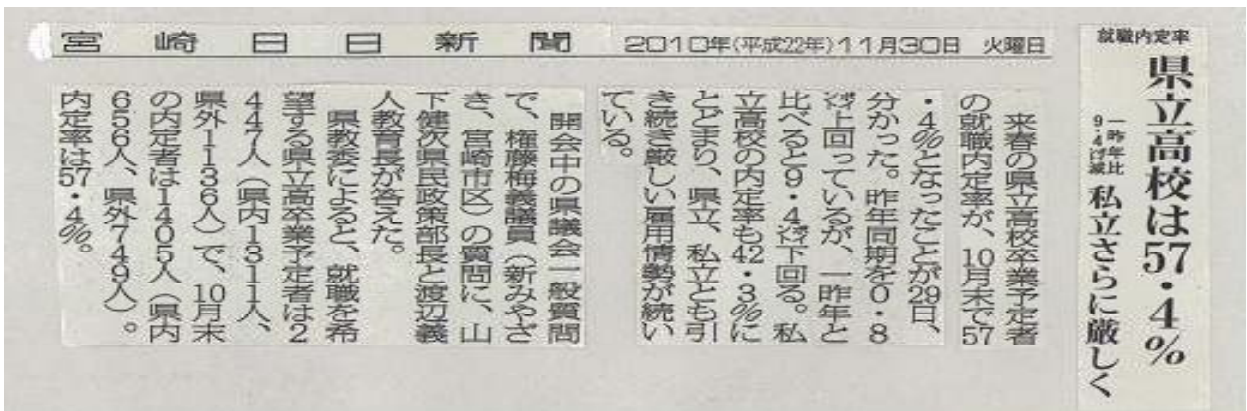 宮崎日日新聞 2010年(平成22年)11月30日 火曜日
就職内定率
県立高校は57・4%
一昨年比
9・4㌽減
私立さらに厳しく
来春の県立高校卒業予定者
の就職内定率が、10月末で57
・4%となったことが29日、
分かった。昨年同期を0・8
㌽上回っているが、一昨年と
比べると9・4㌽下回る。私
立高校の内定率も42・3%に
とどまり、県立、私立とも引
き続き厳しい雇用情勢が続い
ている。
開会中の県議会一般質問
で、権藤梅義議員(新みやざ
き、宮崎市区)の質問に、山
下健次県民政策部長と渡辺義
人教育長が答えた。
県教委によると、就職を希
望する県立高卒業予定者は2
447人(県内1311人、
県外1136人)で、10月末
の内定者は1405人(県内
656人、県外749人)。
内定率は57・4%。